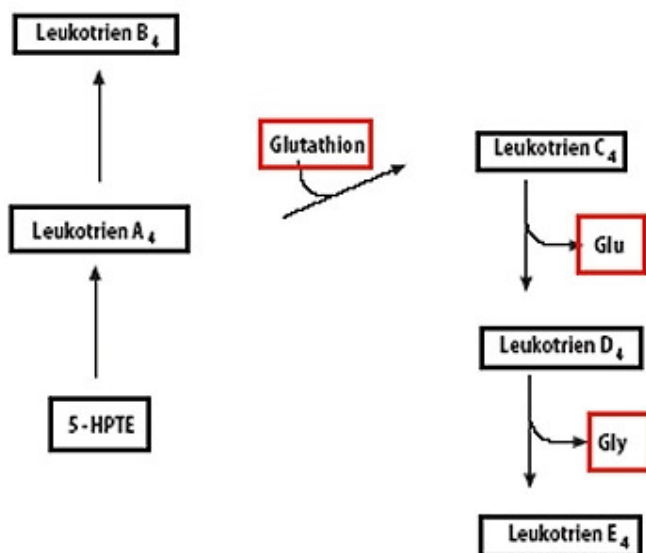 Leukotrien B4
Glutathion
Leukotrien C4
Leukotrien A4
Glu
Leukotrien D4
5-HPTE
Gly
Leukotrien E4